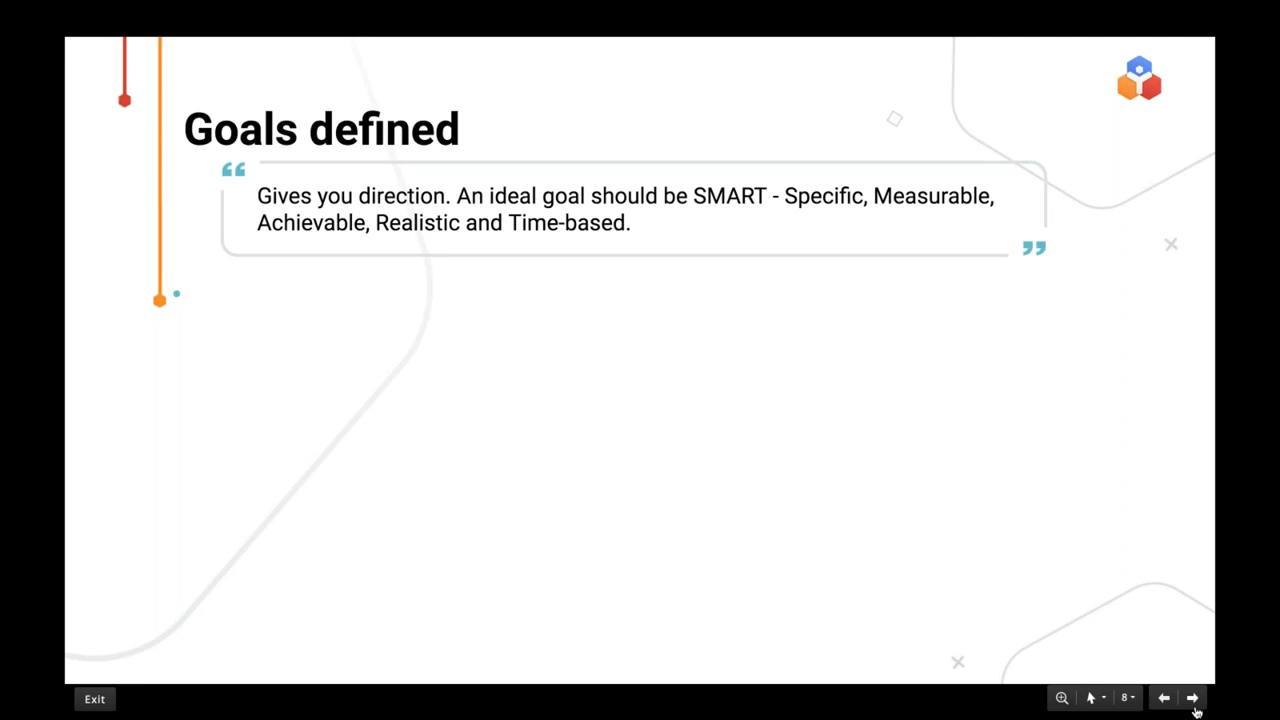 Goals defined
“
Gives you direction. An ideal goal should be SMART - Specific, Measurable,
Achievable, Realistic and Time-based.
”
Exit
8